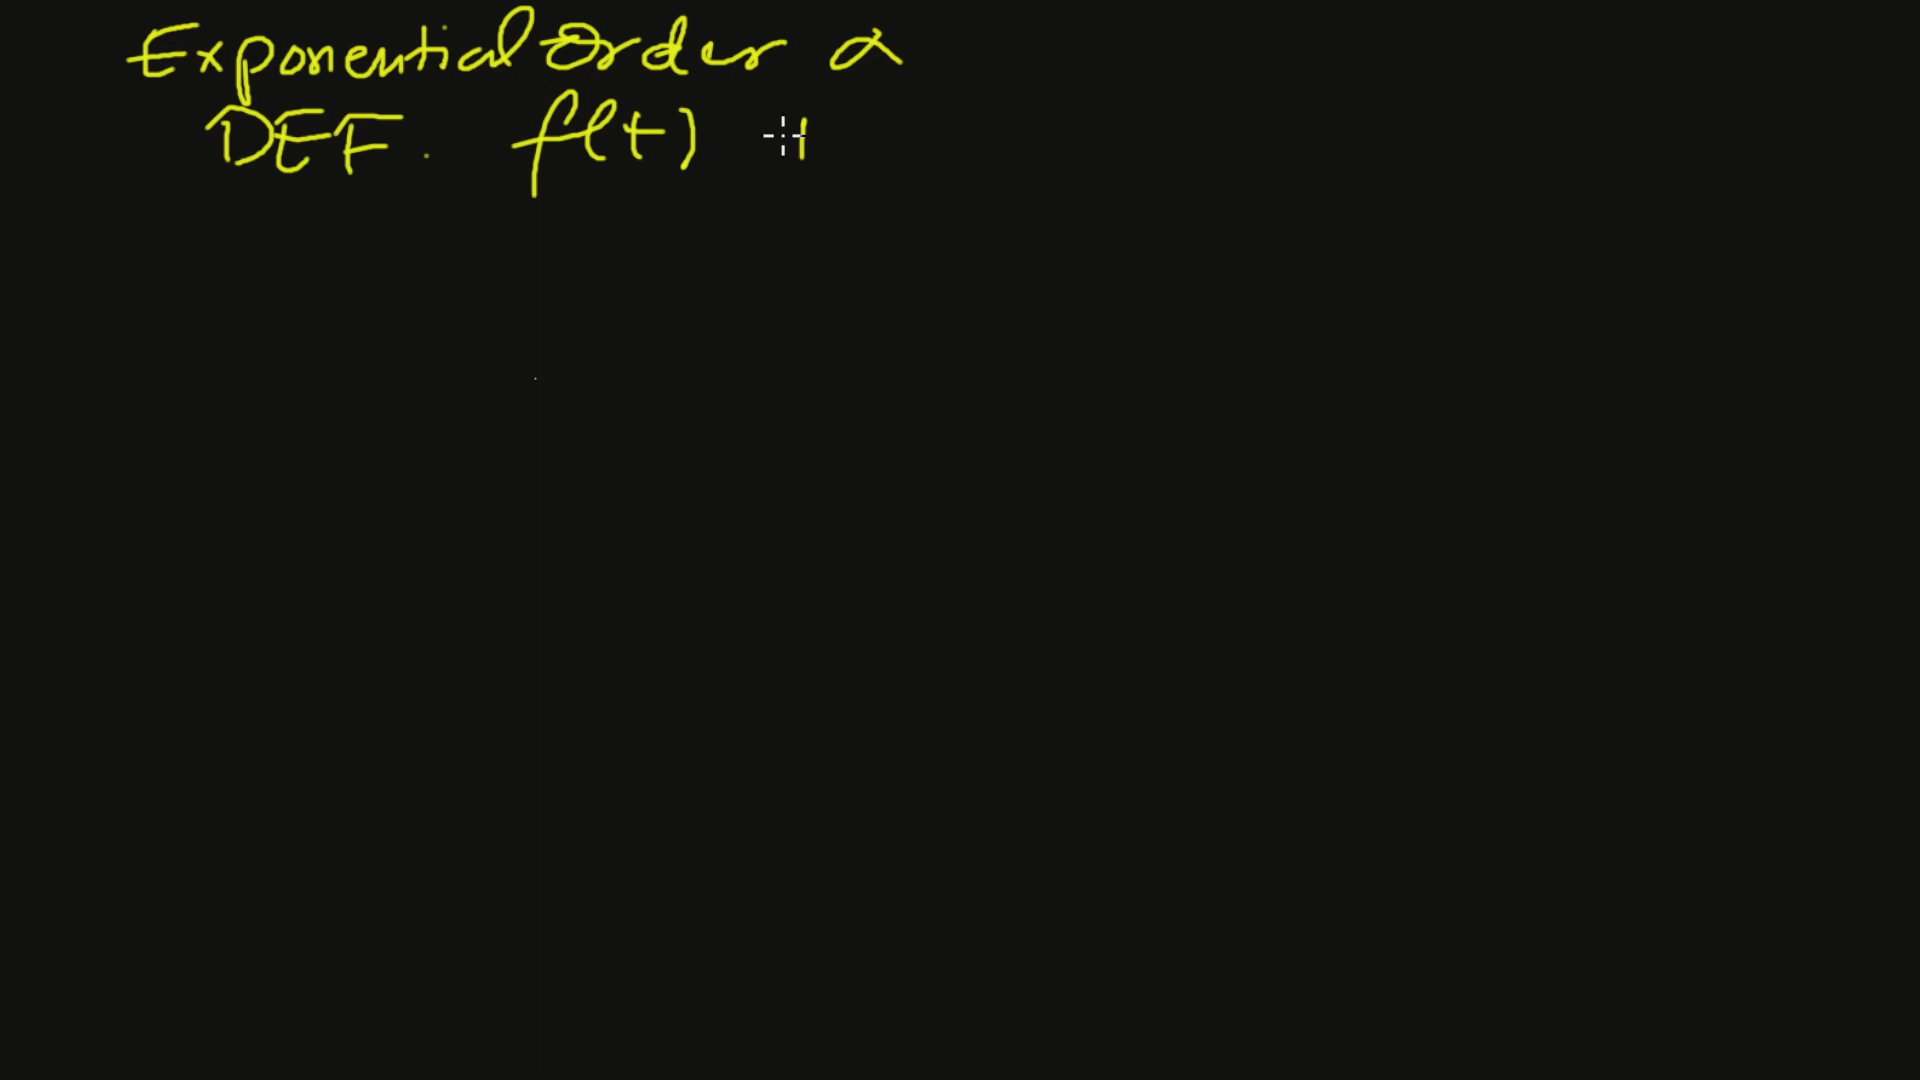 Exponential Order α
DEF. f(t)